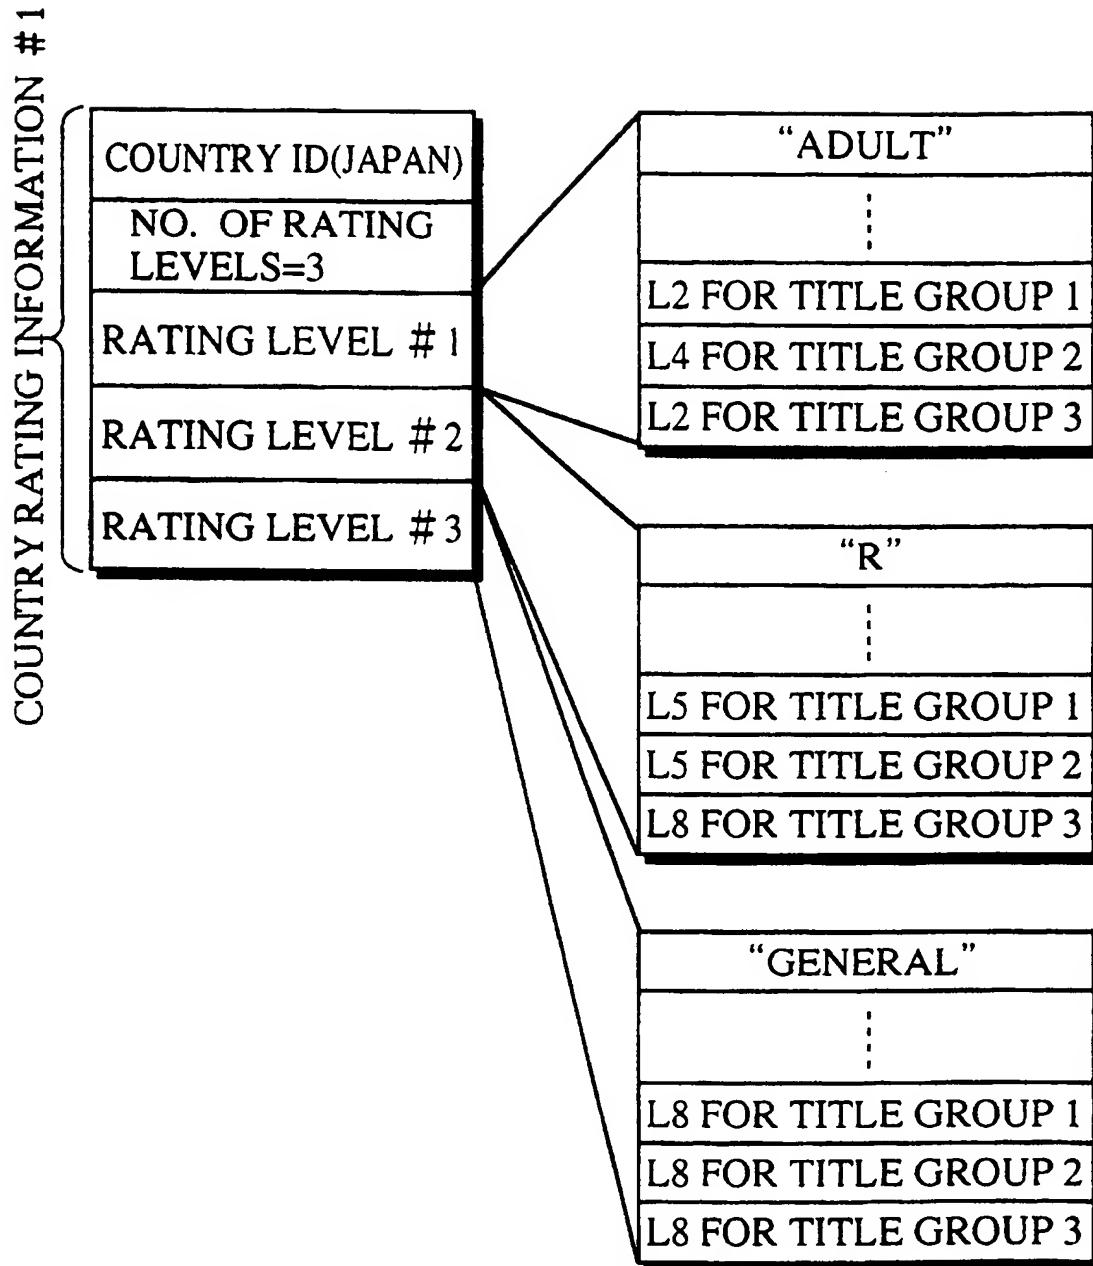 COUNTRY RATING INFORMATION #1
COUNTRY ID(JAPAN)
NO. OF RATING
LEVELS=3
RATING LEVEL #1
RATING LEVEL #2
RATING LEVEL #3
“ADULT”
L2 FOR TITLE GROUP 1
L4 FOR TITLE GROUP 2
L2 FOR TITLE GROUP 3
“R”
L5 FOR TITLE GROUP 1
L5 FOR TITLE GROUP 2
L8 FOR TITLE GROUP 3
“GENERAL”
L8 FOR TITLE GROUP 1
L8 FOR TITLE GROUP 2
L8 FOR TITLE GROUP 3